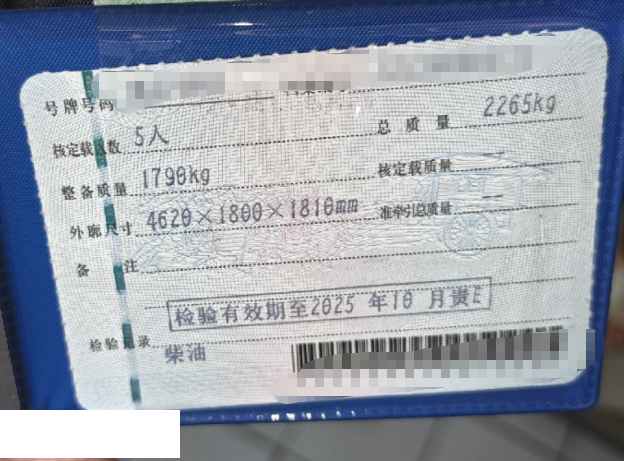 号牌号码
核定载人数 5人 总质量 2265kg
整备质量 1790kg 核定载质量 --
外廓尺寸 4620×1800×1810mm 准牵引总质量 --
备注
检验有效期至2025年10月贵E
检验记录 柴油